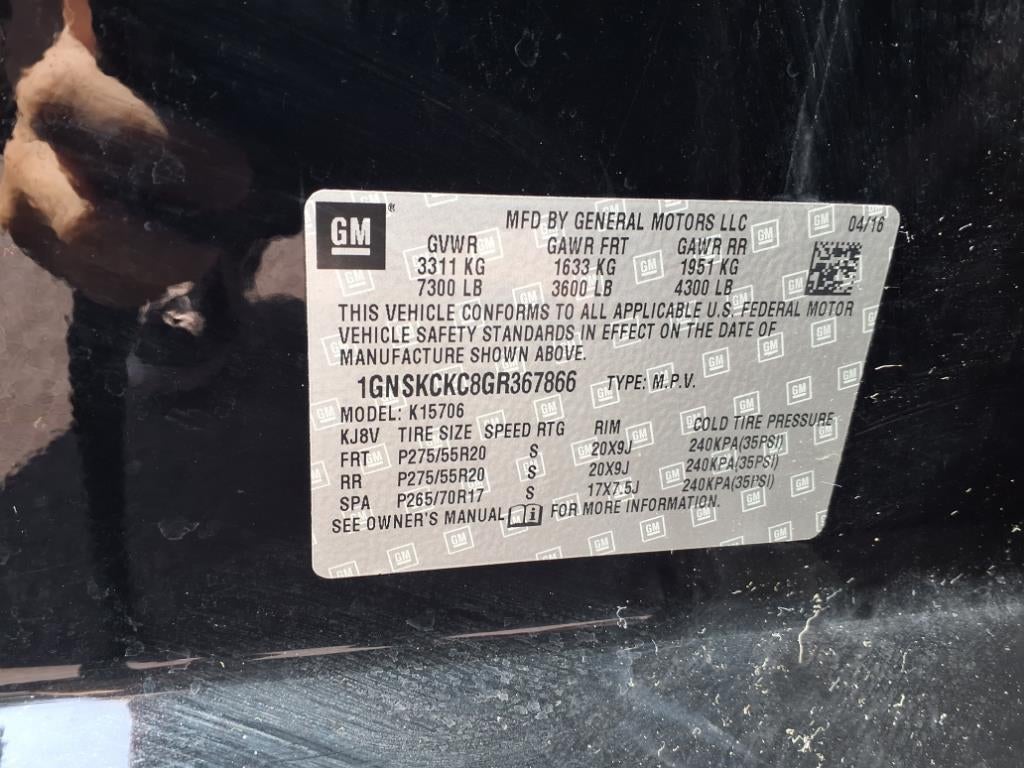 GM® MFD BY GENERAL MOTORS LLC 04/16
GVWR GAWR FRT GAWR RR
3311 KG 1633 KG 1951 KG
7300 LB 3600 LB 4300 LB
THIS VEHICLE CONFORMS TO ALL APPLICABLE U.S. FEDERAL MOTOR
VEHICLE SAFETY STANDARDS IN EFFECT ON THE DATE OF
MANUFACTURE SHOWN ABOVE.
1GNSKCKC8GR367866 TYPE: M.P.V.
MODEL: K15706
KJ8V TIRE SIZE SPEED RTG RIM COLD TIRE PRESSURE
FRT P275/55R20 S 20X9J 240KPA(35PSI)
RR P275/55R20 S 20X9J 240KPA(35PSI)
SPA P265/70R17 S 17X7.5J 240KPA(35PSI)
SEE OWNER'S MANUAL i FOR MORE INFORMATION.